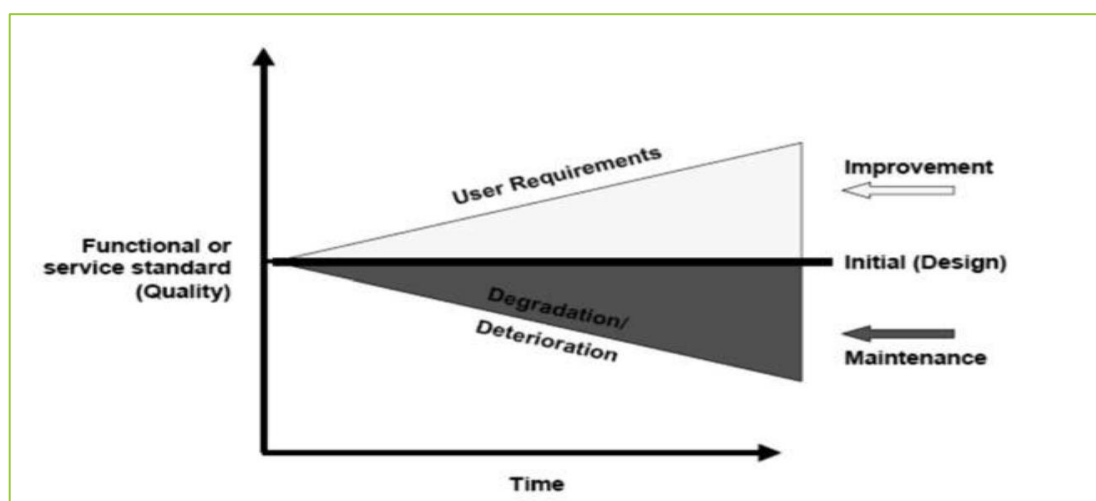 User Requirements
Improvement
Functional or
service standard
(Quality)
Initial (Design)
Degradation/
Deterioration
Maintenance
Time